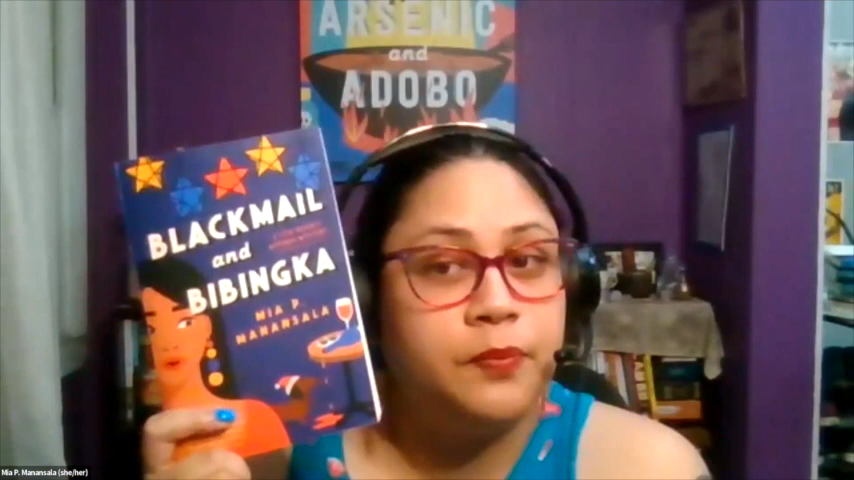 ARSENIC
and
ADOBO
BLACKMAIL
and
BIBINGKA
MIA P.
MANANSALA
Mia P. Manansala (she/her)